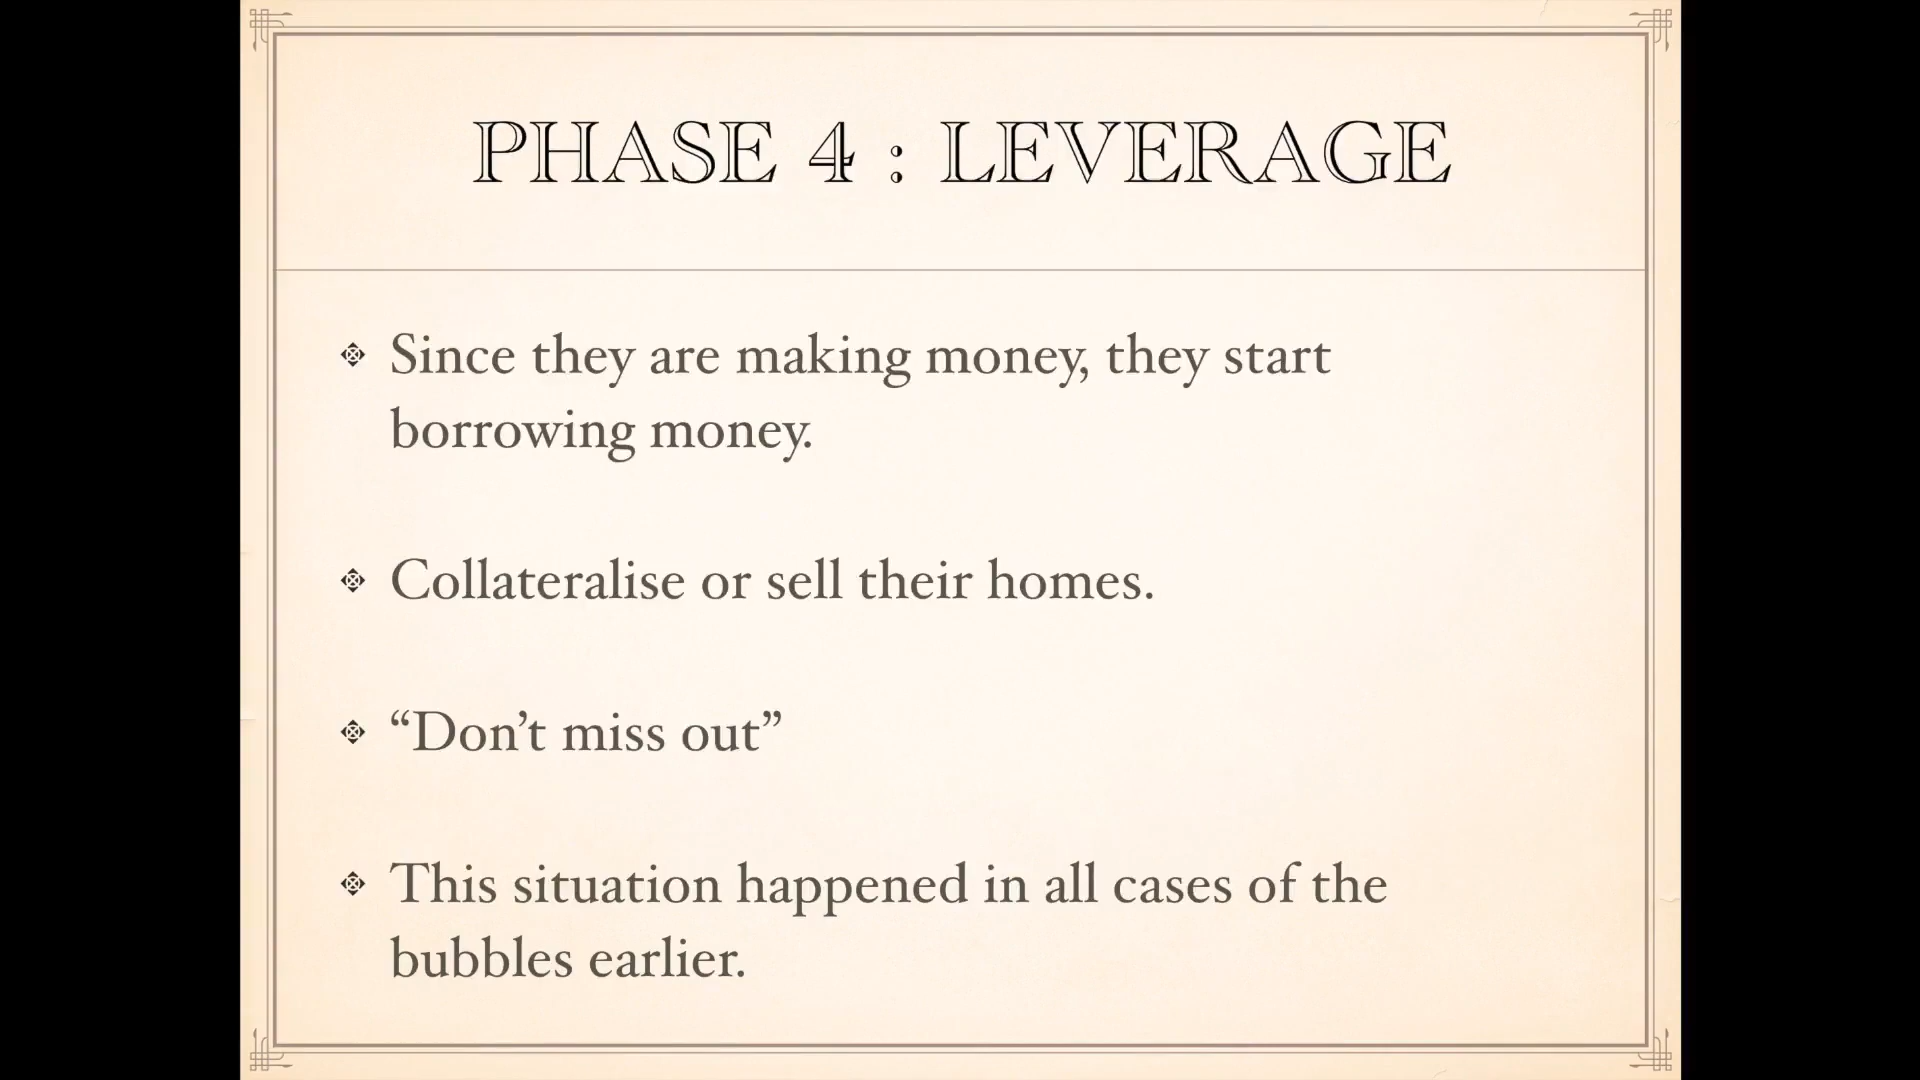 PHASE 4 : LEVERAGE
Since they are making money, they start
borrowing money.
Collateralise or sell their homes.
“Don’t miss out”
This situation happened in all cases of the
bubbles earlier.